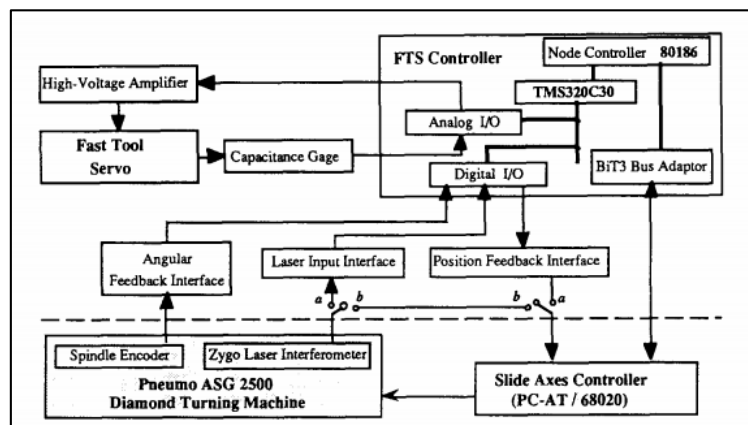 FTS Controller
Node Controller 80186
High-Voltage Amplifier
TMS320C30
Analog I/O
Fast Tool
Servo
Capacitance Gage
BiT3 Bus Adaptor
Digital I/O
Angular
Feedback Interface
Laser Input Interface
Position Feedback Interface
a
b
b
a
Spindle Encoder
Zygo Laser Interferometer
Pneumo ASG 2500
Diamond Turning Machine
Slide Axes Controller
(PC-AT / 68020)